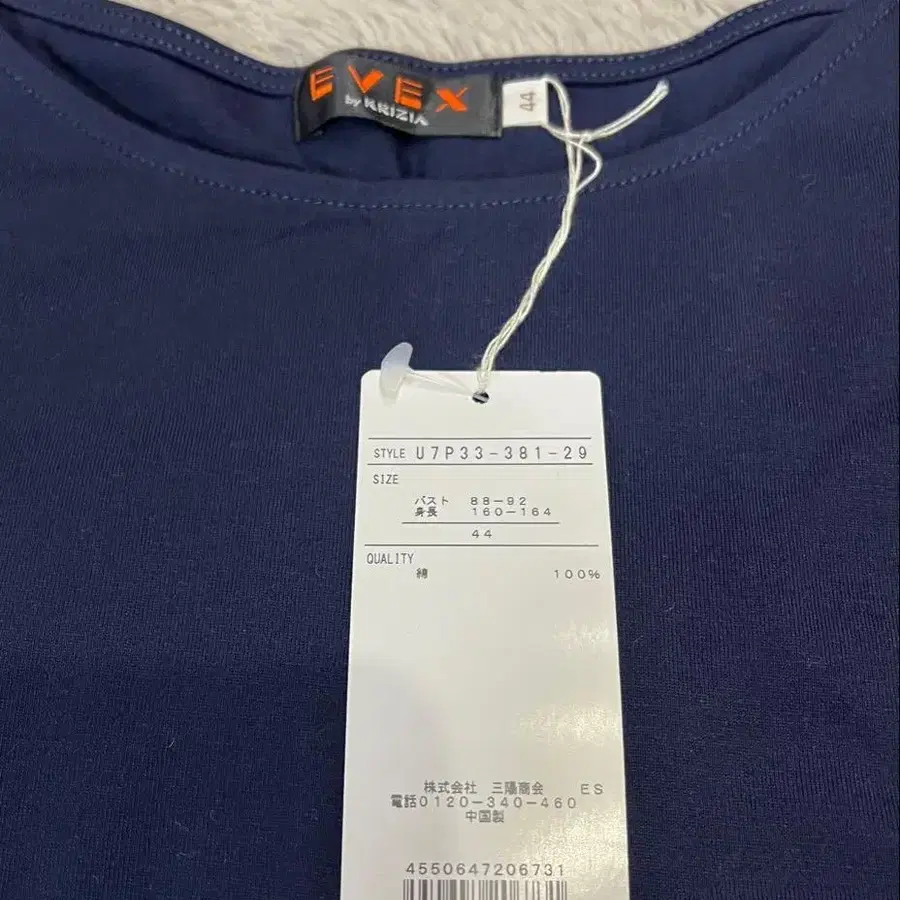 EVEX
by KRIZIA
44
STYLE U7P33-381-29
SIZE
バスト 88-92
身長 160-164
44
QUALITY
綿 100%
株式会社 三陽商会 ES
電話0120-340-460
中国製
4550647206731